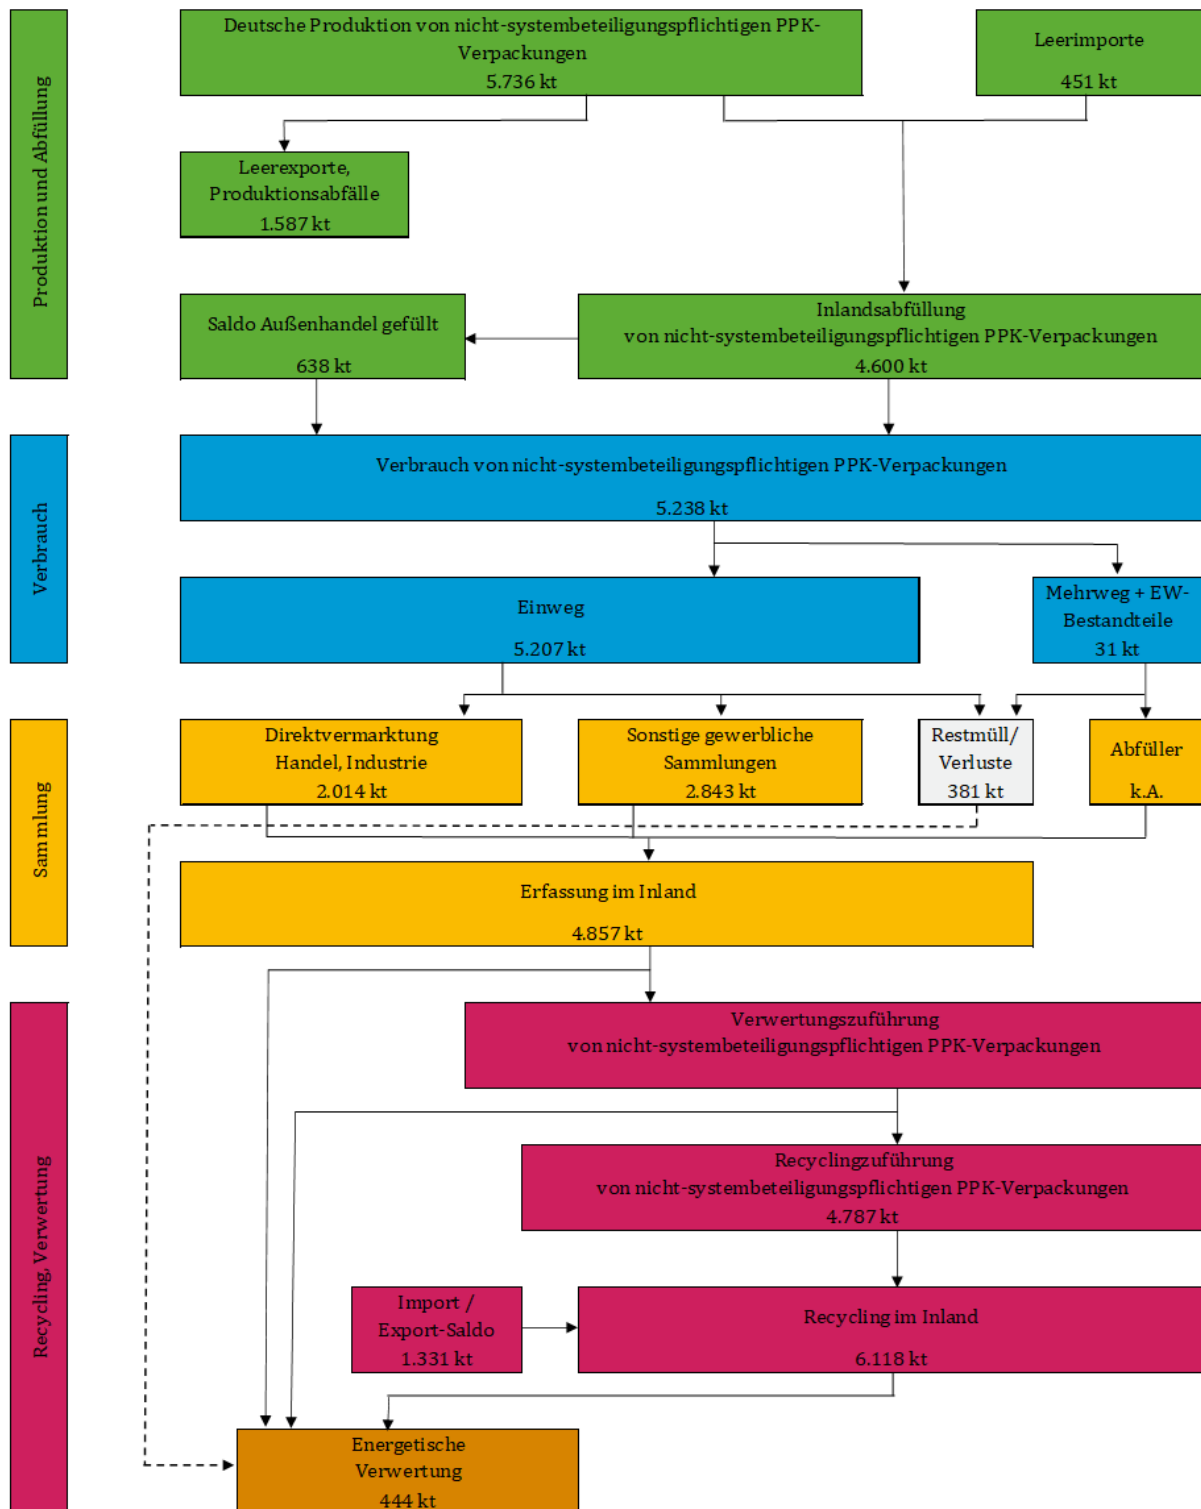 Produktion und Abfüllung
Deutsche Produktion von nicht-systembeteiligungspflichtigen PPK-
Verpackungen
5.736 kt
Leerimporte
451 kt
Leerexporte,
Produktionsabfälle
1.587 kt
Saldo Außenhandel gefüllt
638 kt
Inlandsabfüllung
von nicht-systembeteiligungspflichtigen PPK-Verpackungen
4.600 kt
Verbrauch
Verbrauch von nicht-systembeteiligungspflichtigen PPK-Verpackungen
5.238 kt
Einweg
5.207 kt
Mehrweg + EW-
Bestandteile
31 kt
Sammlung
Direktvermarktung
Handel, Industrie
2.014 kt
Sonstige gewerbliche
Sammlungen
2.843 kt
Restmüll/
Verluste
381 kt
Abfüller
k.A.
Erfassung im Inland
4.857 kt
Recycling, Verwertung
Verwertungszuführung
von nicht-systembeteiligungspflichtigen PPK-Verpackungen
Recyclingzuführung
von nicht-systembeteiligungspflichtigen PPK-Verpackungen
4.787 kt
Import /
Export-Saldo
1.331 kt
Recycling im Inland
6.118 kt
Energetische
Verwertung
444 kt